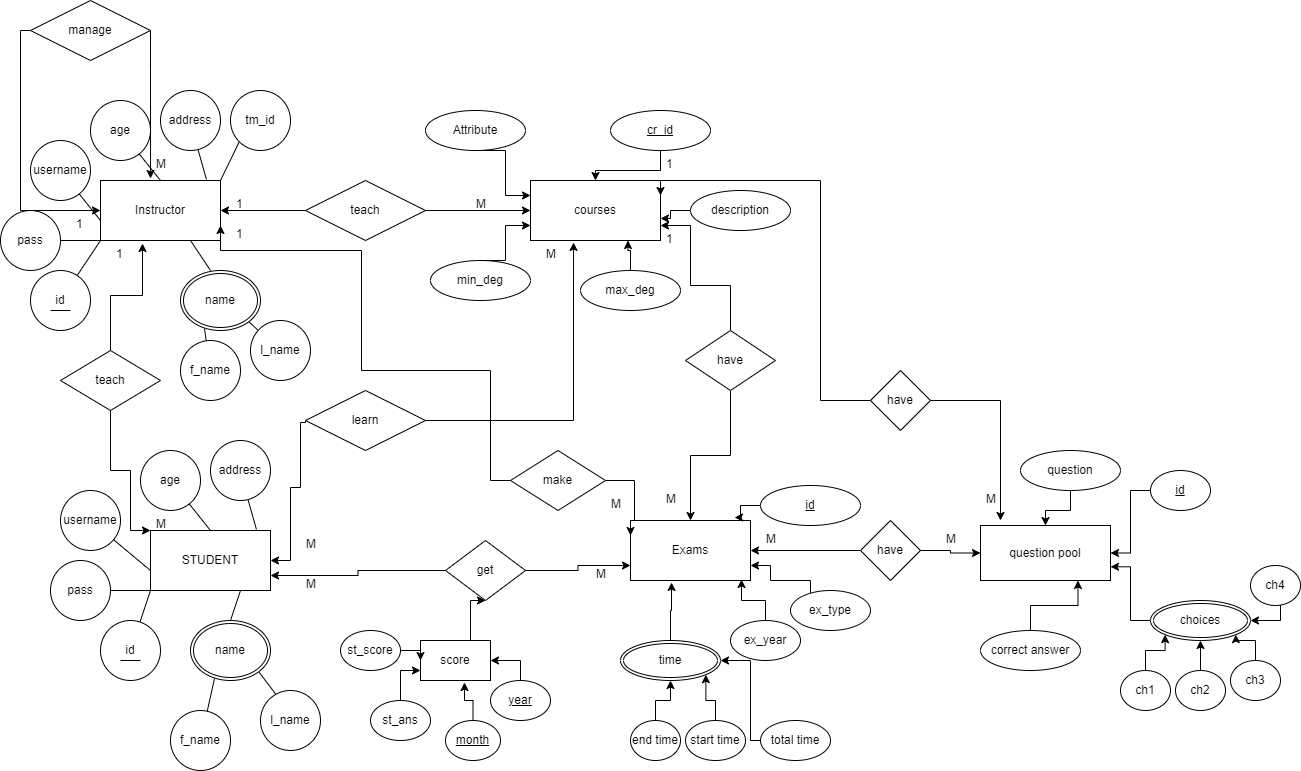 manage
age
address
tm_id
Attribute
cr_id
username
M
1
Instructor
1
teach
M
courses
description
pass
1
1
1
1
M
id
name
min_deg
max_deg
f_name
l_name
teach
have
learn
have
make
address
age
question
id
username
M
M
M
M
id
STUDENT
M
Exams
M
have
M
question pool
get
M
M
pass
ex_type
ch4
choices
id
name
st_score
score
time
ex_year
correct answer
ch1
ch2
ch3
year
f_name
l_name
st_ans
month
end time
start time
total time